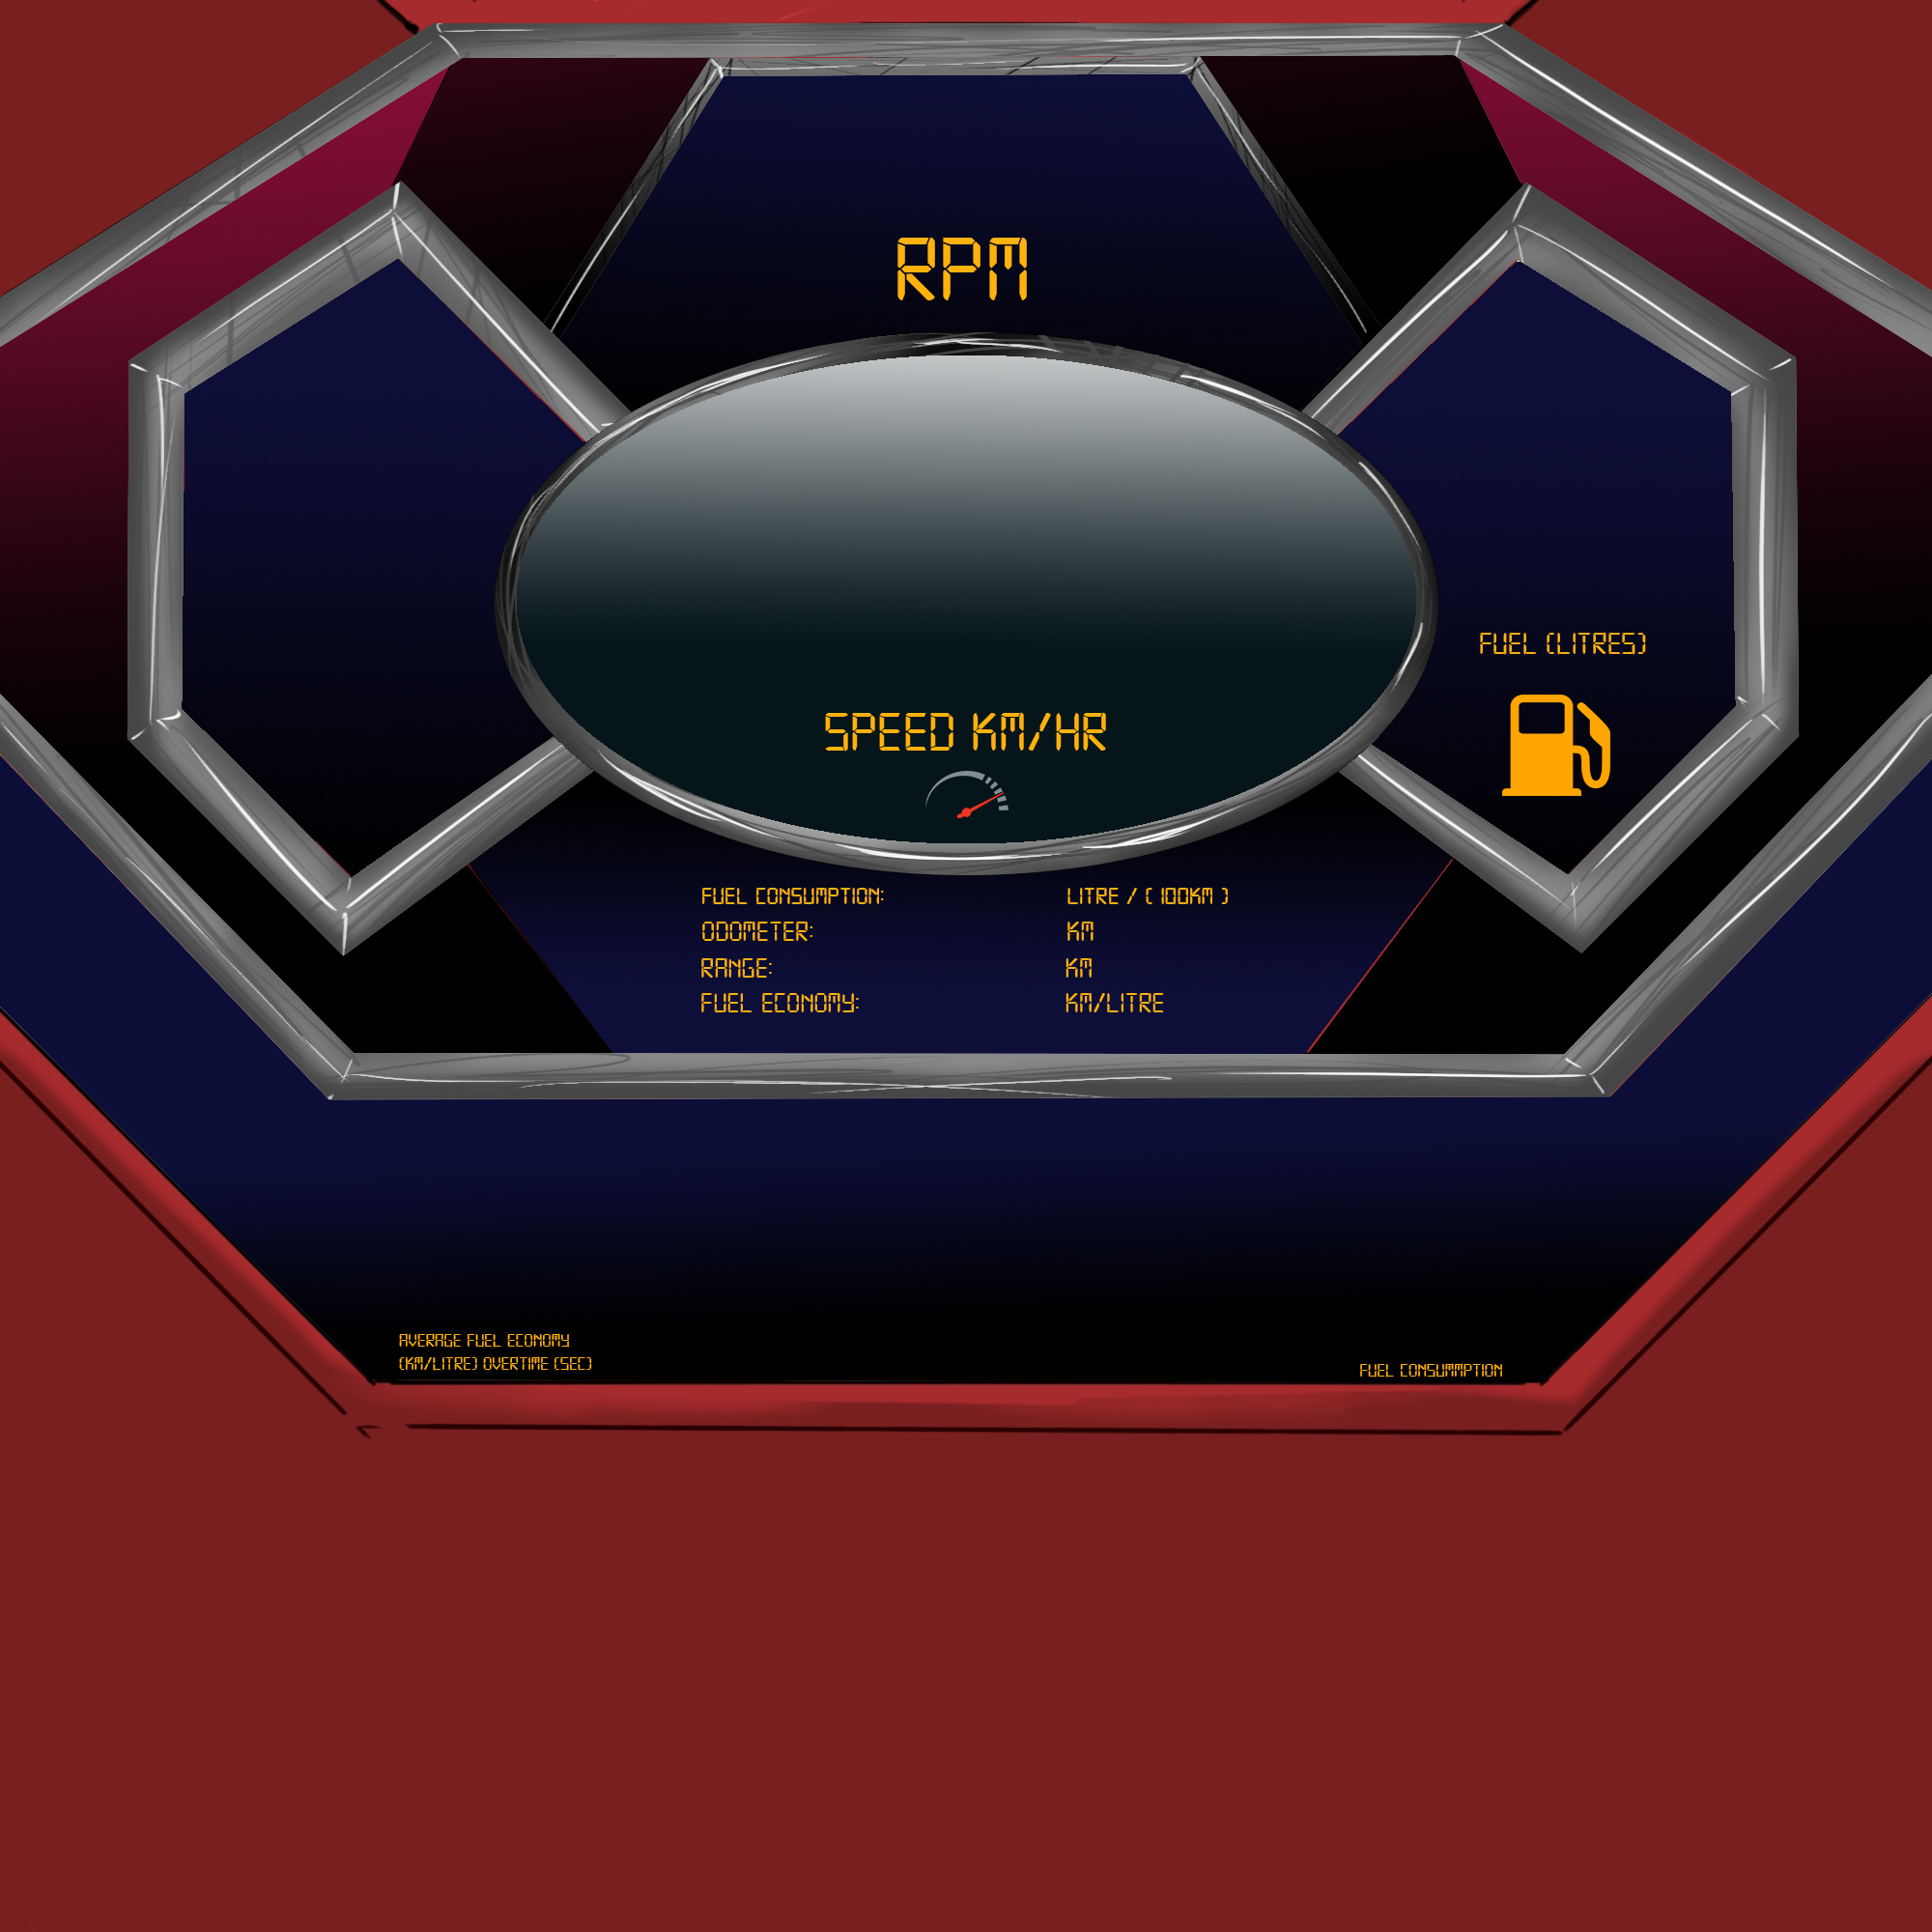 RPM
FUEL (LITRES)
SPEED KM/HR
FUEL CONSUMPTION: LITRE / ( 100KM )
ODOMETER: KM
RANGE: KM
FUEL ECONOMY: KM/LITRE
AVERAGE FUEL ECONOMY
(KM/LITRE) OVERTIME (SEC)
FUEL CONSUMMPTION